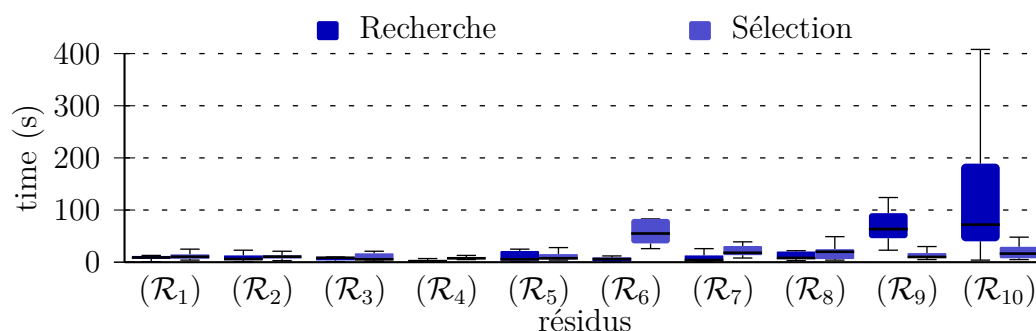 Recherche Sélection
400
300
200
100
0
time (s)
(R₁) (R₂) (R₃) (R₄) (R₅) (R₆) (R₇) (R₈) (R₉) (R₁₀)
résidus